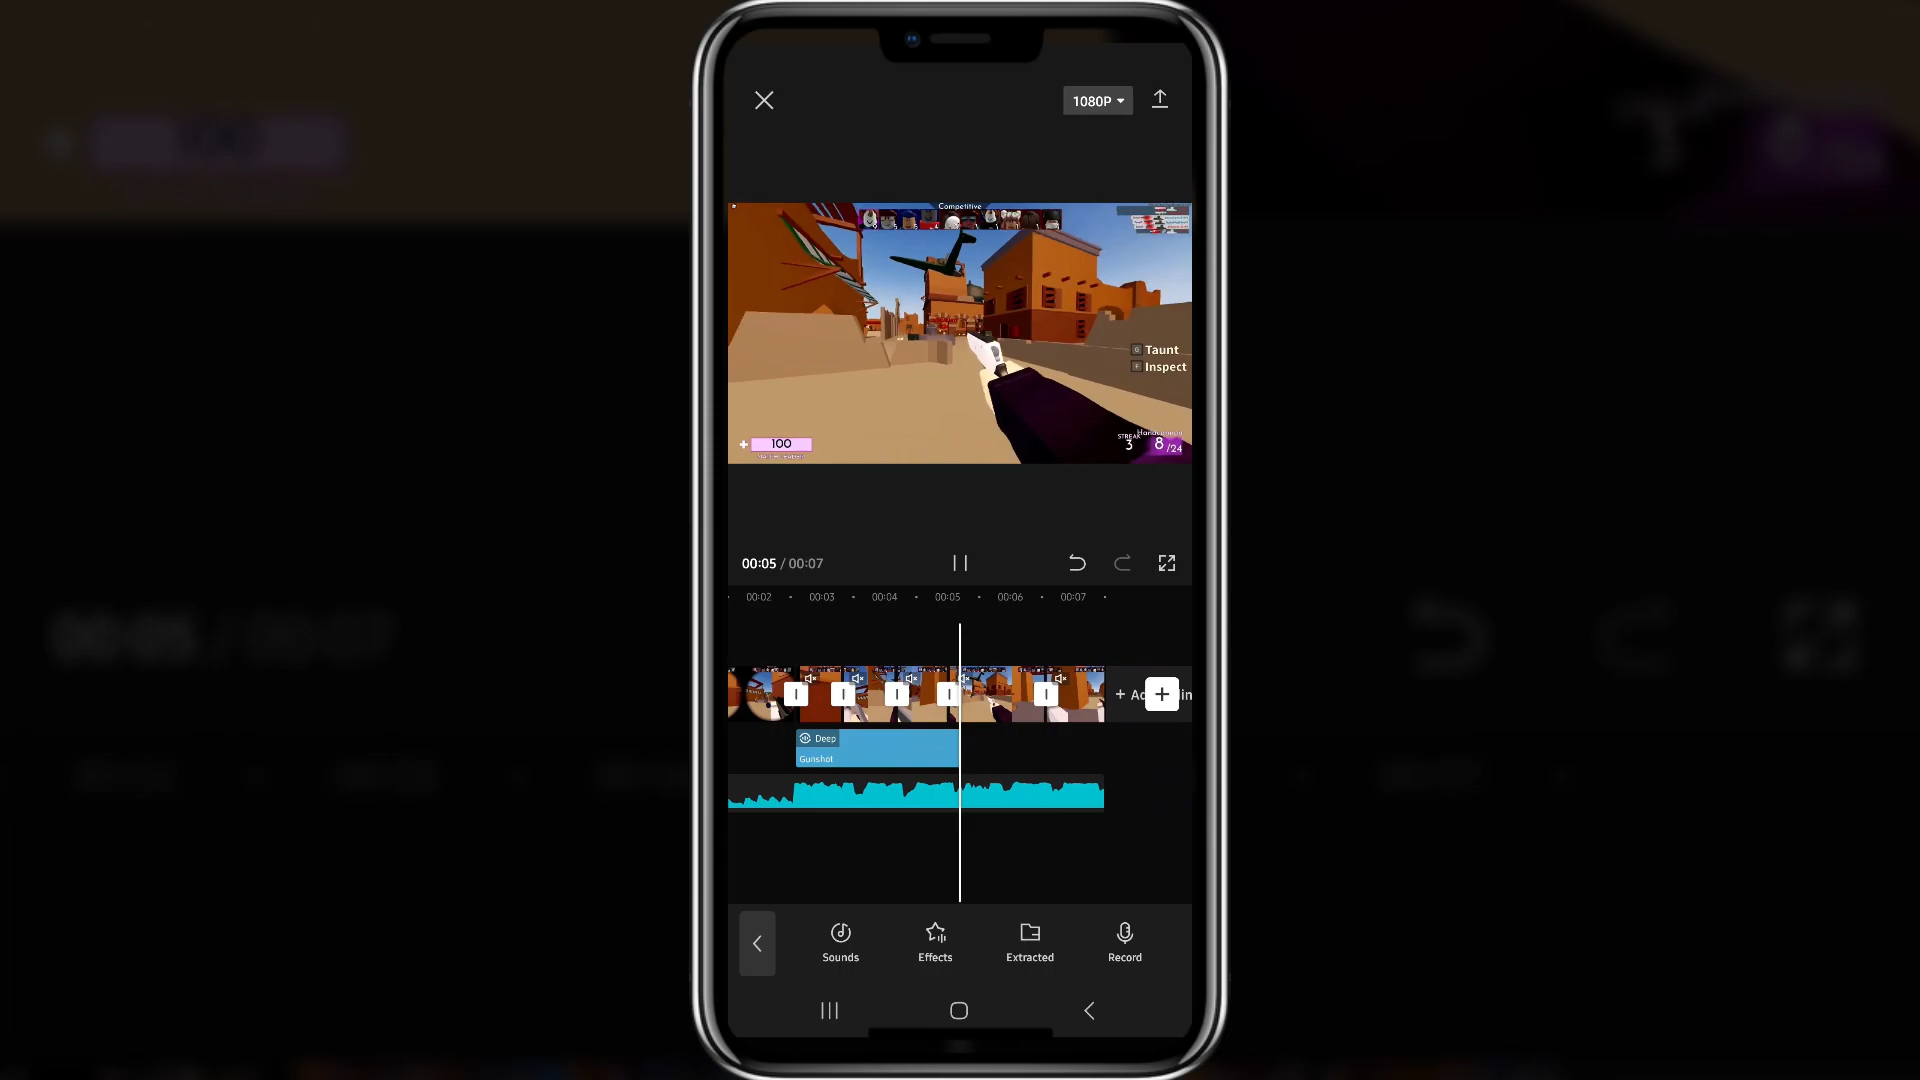 1080P
Competitive
Taunt
Inspect
100
STREAK
3
8 /24
00:05 / 00:07
00:02
00:03
00:04
00:05
00:06
00:07
Deep
Gunshot
Sounds
Effects
Extracted
Record